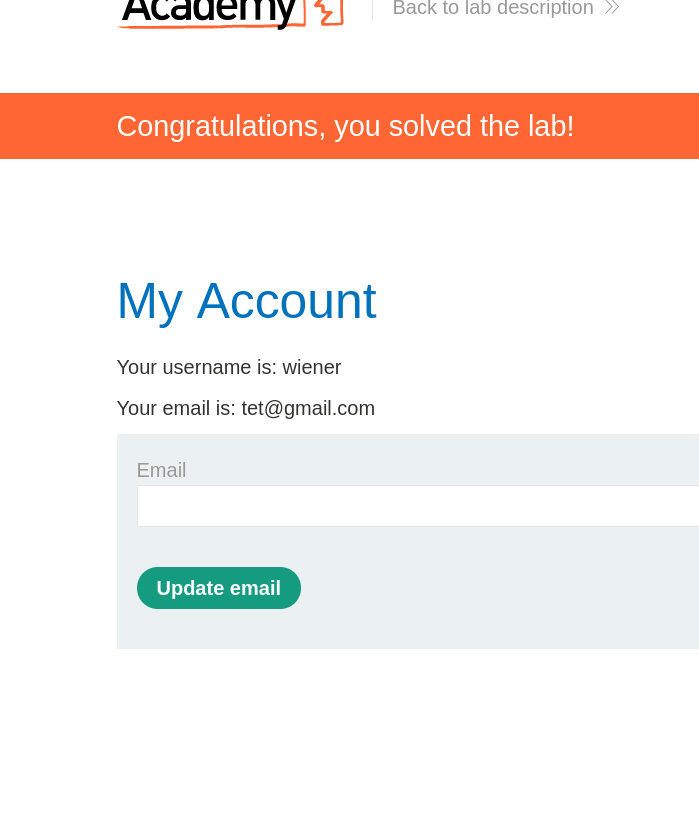 Academy
Back to lab description
Congratulations, you solved the lab!
My Account
Your username is: wiener
Your email is: tet@gmail.com
Email
Update email